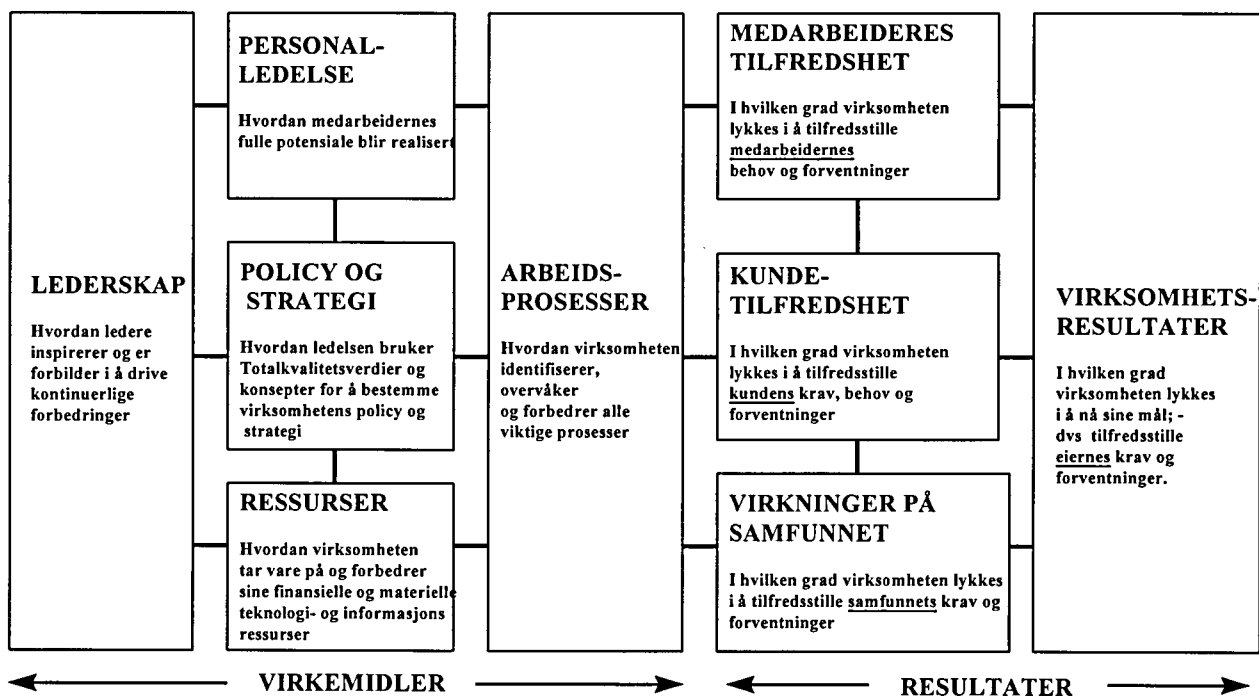 LEDERSKAP
Hvordan ledere
inspirerer og er
forbilder i å drive
kontinuerlige
forbedringer
PERSONAL-
LEDELSE
Hvordan medarbeidernes
fulle potensiale blir realisert
POLICY OG
STRATEGI
Hvordan ledelsen bruker
Totalkvalitetsverdier og
konsepter for å bestemme
virksomhetens policy og
strategi
RESSURSER
Hvordan virksomheten
tar vare på og forbedrer
sine finansielle og materielle
teknologi- og informasjons
ressurser
ARBEIDS-
PROSESSER
Hvordan virksomheten
identifiserer,
overvåker
og forbedrer alle
viktige prosesser
MEDARBEIDERES
TILFREDSHET
I hvilken grad virksomheten
lykkes i å tilfredsstille
medarbeidernes
behov og forventninger
KUNDE-
TILFREDSHET
I hvilken grad virksomheten
lykkes i å tilfredsstille
kundens krav, behov og
forventninger
VIRKNINGER PÅ
SAMFUNNET
I hvilken grad virksomheten lykkes
i å tilfredsstille samfunnets krav og
forventninger
VIRKSOMHETS-
RESULTATER
I hvilken grad
virksomheten lykkes
i å nå sine mål; -
dvs tilfredsstille
eiernes krav og
forventninger.
VIRKEMIDLER
RESULTATER